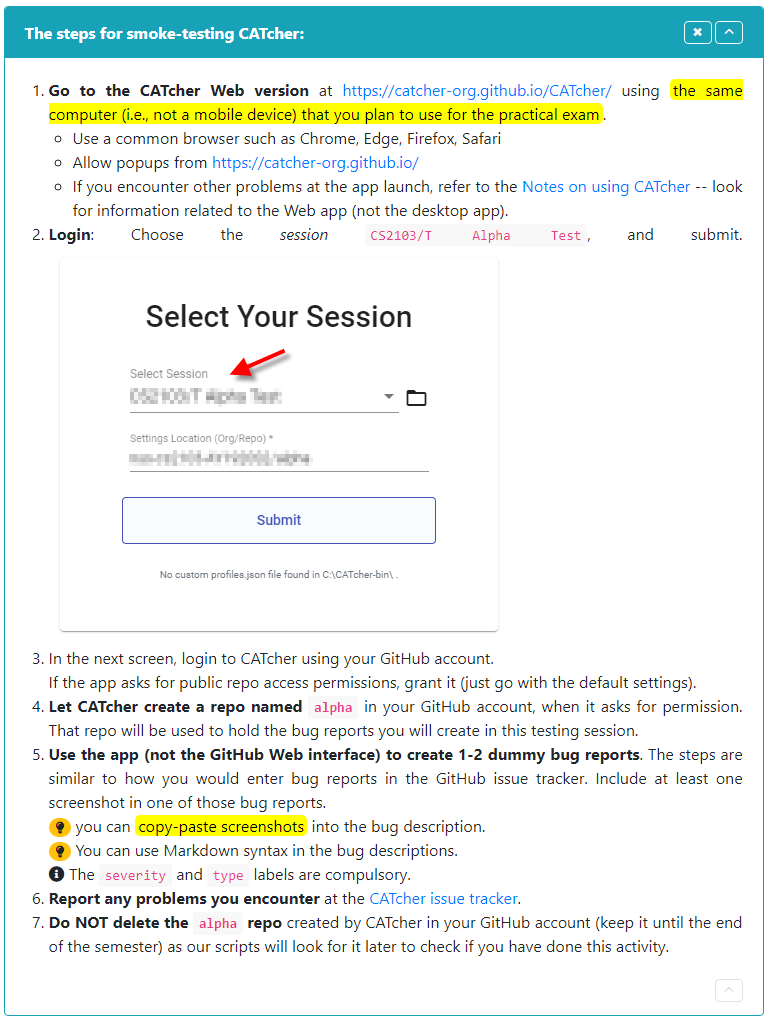 The steps for smoke-testing CATcher:
1. Go to the CATcher Web version at https://catcher-org.github.io/CATcher/ using the same
computer (i.e., not a mobile device) that you plan to use for the practical exam.
Use a common browser such as Chrome, Edge, Firefox, Safari
Allow popups from https://catcher-org.github.io/
If you encounter other problems at the app launch, refer to the Notes on using CATcher -- look
for information related to the Web app (not the desktop app).
2. Login: Choose the session CS2103/T Alpha Test, and submit.
Select Your Session
Select Session
CS2103/T Alpha Test
Settings Location (Org/Repo) *
Submit
No custom profiles.json file found in C:\CATcher-bin\ .
3. In the next screen, login to CATcher using your GitHub account.
If the app asks for public repo access permissions, grant it (just go with the default settings).
4. Let CATcher create a repo named alpha in your GitHub account, when it asks for permission.
That repo will be used to hold the bug reports you will create in this testing session.
5. Use the app (not the GitHub Web interface) to create 1-2 dummy bug reports. The steps are
similar to how you would enter bug reports in the GitHub issue tracker. Include at least one
screenshot in one of those bug reports.
you can copy-paste screenshots into the bug description.
You can use Markdown syntax in the bug descriptions.
The severity and type labels are compulsory.
6. Report any problems you encounter at the CATcher issue tracker.
7. Do NOT delete the alpha repo created by CATcher in your GitHub account (keep it until the end
of the semester) as our scripts will look for it later to check if you have done this activity.